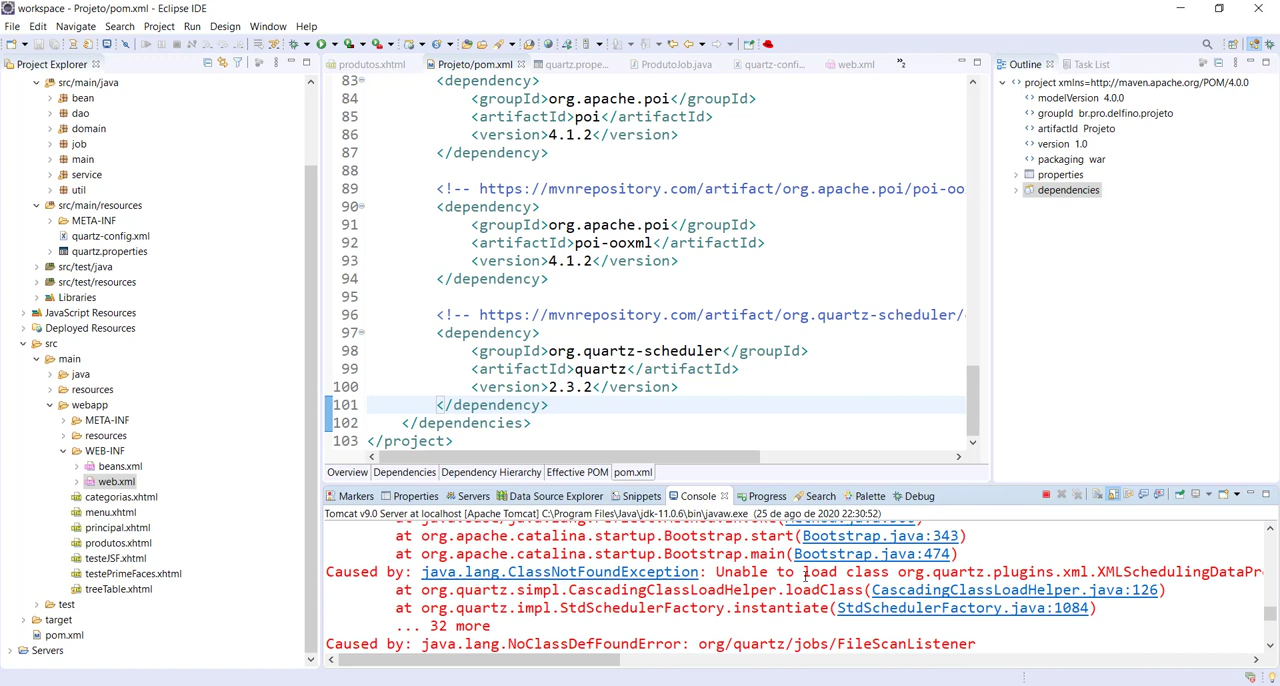 workspace - Projeto/pom.xml - Eclipse IDE
File Edit Navigate Search Project Run Design Window Help
Project Explorer
src/main/java
bean
dao
domain
job
main
service
util
src/main/resources
META-INF
quartz-config.xml
quartz.properties
src/test/java
src/test/resources
Libraries
JavaScript Resources
Deployed Resources
src
main
java
resources
webapp
META-INF
resources
WEB-INF
beans.xml
web.xml
categorias.xhtml
menu.xhtml
principal.xhtml
produtos.xhtml
testeJSF.xhtml
testePrimeFaces.xhtml
treeTable.xhtml
test
target
pom.xml
Servers
produtos.xhtml Projeto/pom.xml quartz.prope... ProdutoJob.java quartz-confi... web.xml »2
83 <dependency>
84 <groupId>org.apache.poi</groupId>
85 <artifactId>poi</artifactId>
86 <version>4.1.2</version>
87 </dependency>
88
89 <!-- https://mvnrepository.com/artifact/org.apache.poi/poi-oo
90 <dependency>
91 <groupId>org.apache.poi</groupId>
92 <artifactId>poi-ooxml</artifactId>
93 <version>4.1.2</version>
94 </dependency>
95
96 <!-- https://mvnrepository.com/artifact/org.quartz-scheduler/
97 <dependency>
98 <groupId>org.quartz-scheduler</groupId>
99 <artifactId>quartz</artifactId>
100 <version>2.3.2</version>
101 </dependency>
102 </dependencies>
103 </project>
Overview Dependencies Dependency Hierarchy Effective POM pom.xml
Outline Task List
project xmlns=http://maven.apache.org/POM/4.0.0
modelVersion 4.0.0
groupId br.pro.delfino.projeto
artifactId Projeto
version 1.0
packaging war
properties
dependencies
Markers Properties Servers Data Source Explorer Snippets Console Progress Search Palette Debug
Tomcat v9.0 Server at localhost [Apache Tomcat] C:\Program Files\Java\jdk-11.0.6\bin\javaw.exe (25 de ago de 2020 22:30:52)
at org.apache.catalina.startup.Bootstrap.start(Bootstrap.java:343)
at org.apache.catalina.startup.Bootstrap.main(Bootstrap.java:474)
Caused by: java.lang.ClassNotFoundException: Unable to load class org.quartz.plugins.xml.XMLSchedulingDataPr
at org.quartz.simpl.CascadingClassLoadHelper.loadClass(CascadingClassLoadHelper.java:126)
at org.quartz.impl.StdSchedulerFactory.instantiate(StdSchedulerFactory.java:1084)
... 32 more
Caused by: java.lang.NoClassDefFoundError: org/quartz/jobs/FileScanListener